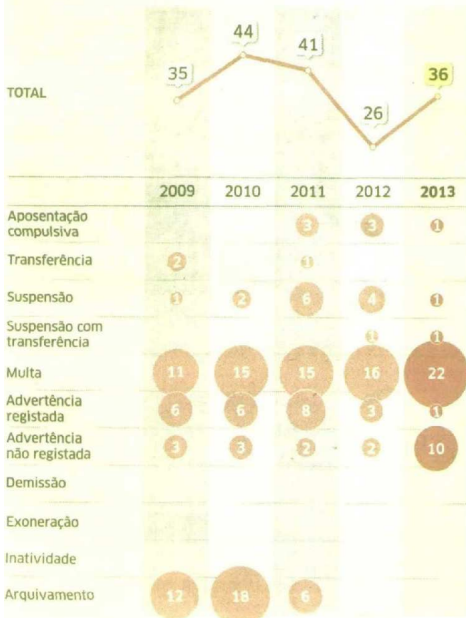 44
41
35
36
TOTAL
26
2009 2010 2011 2012 2013
Aposentação
compulsiva
3 3 1
Transferência
2 1
Suspensão
1 2 6 4 1
Suspensão com
transferência
1 1
Multa
11 15 15 16 22
Advertência
registada
6 6 8 3 1
Advertência
não registada
3 3 2 2 10
Demissão
Exoneração
Inatividade
Arquivamento
12 18 6